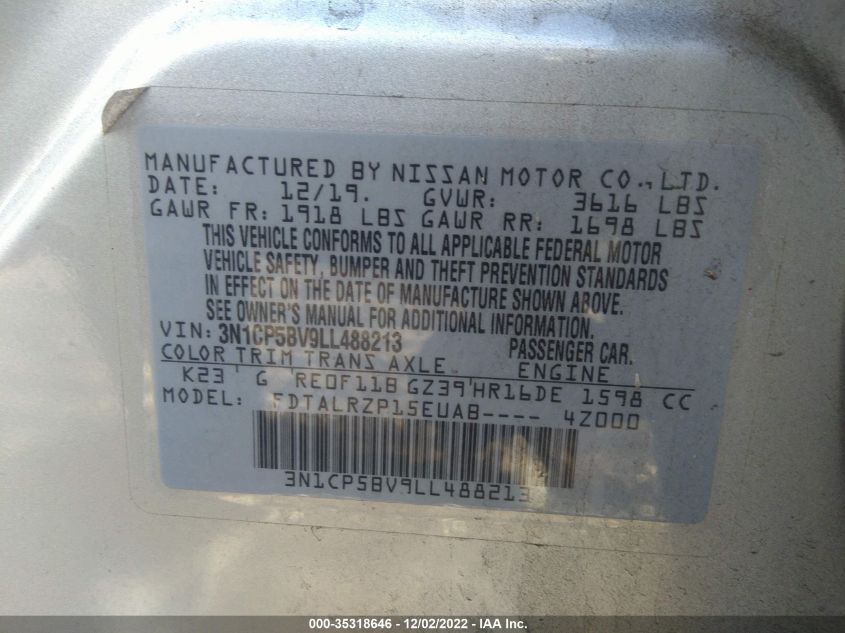 MANUFACTURED BY NISSAN MOTOR CO., LTD.
DATE: 12/19. GVWR: 3616 LBS
GAWR FR: 1918 LBS GAWR RR: 1698 LBS
THIS VEHICLE CONFORMS TO ALL APPLICABLE FEDERAL MOTOR
VEHICLE SAFETY, BUMPER AND THEFT PREVENTION STANDARDS
IN EFFECT ON THE DATE OF MANUFACTURE SHOWN ABOVE.
SEE OWNER'S MANUAL FOR ADDITIONAL INFORMATION.
VIN: 3N1CP5BV9LL488213 PASSENGER CAR.
COLOR TRIM TRANS AXLE ENGINE
K23 ' G 'RE0F11B GZ39'HR16DE 1598 CC
MODEL: FDTALRZP15EUAB---- 4Z000
3N1CP5BV9LL488213
000-35318646 - 12/02/2022 - IAA Inc.